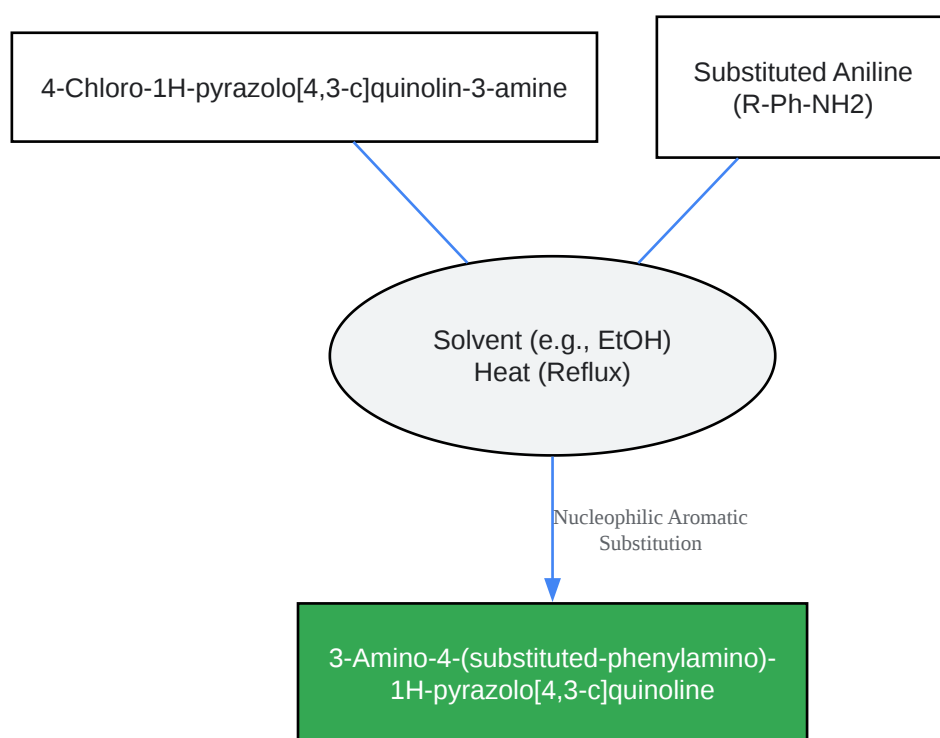 4-Chloro-1H-pyrazolo[4,3-c]quinolin-3-amine
Substituted Aniline
(R-Ph-NH2)
Solvent (e.g., EtOH)
Heat (Reflux)
Nucleophilic Aromatic
Substitution
3-Amino-4-(substituted-phenylamino)-
1H-pyrazolo[4,3-c]quinoline